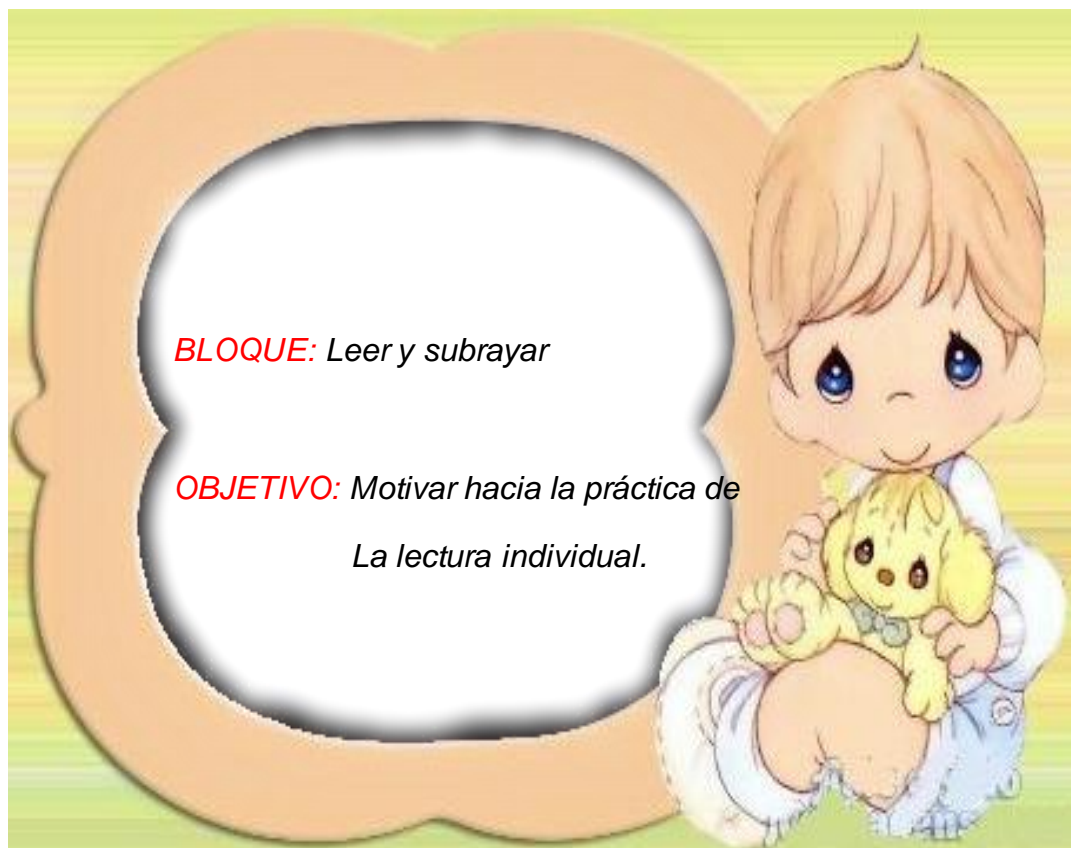 BLOQUE: Leer y subrayar
OBJETIVO: Motivar hacia la práctica de
La lectura individual.